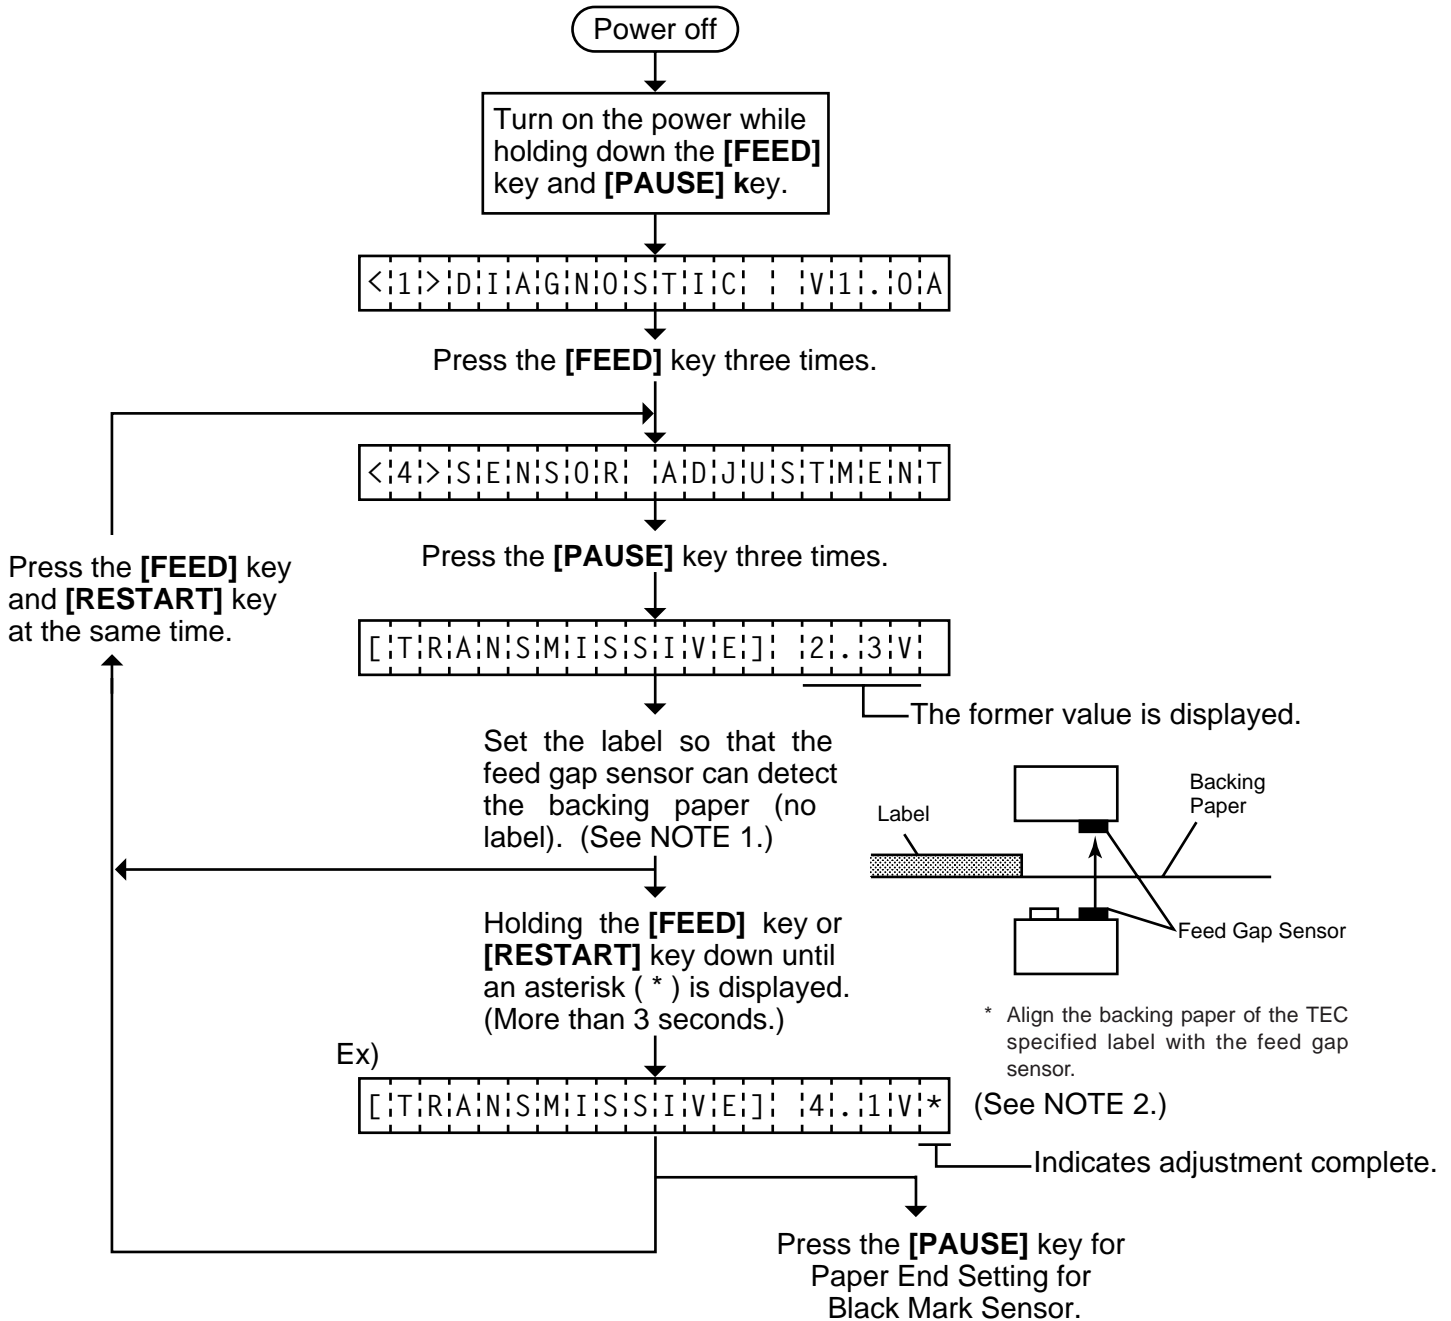 Power off
Turn on the power while
holding down the [FEED]
key and [PAUSE] key.
<1>DIAGNOSTIC  V1.0A
Press the [FEED] key three times.
<4>SENSOR ADJUSTMENT
Press the [PAUSE] key three times.
Press the [FEED] key
and [RESTART] key
at the same time.
[TRANSMISSIVE] 2.3V
The former value is displayed.
Set the label so that the
feed gap sensor can detect
the backing paper (no
label). (See NOTE 1.)
Label
Backing
Paper
Feed Gap Sensor
* Align the backing paper of the TEC
specified label with the feed gap
sensor.
Holding the [FEED] key or
[RESTART] key down until
an asterisk ( * ) is displayed.
(More than 3 seconds.)
Ex)
[TRANSMISSIVE] 4.1V*
(See NOTE 2.)
Indicates adjustment complete.
Press the [PAUSE] key for
Paper End Setting for
Black Mark Sensor.